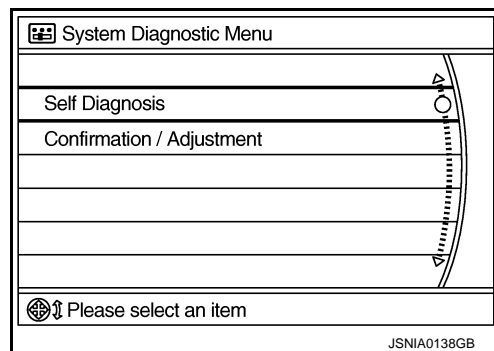 System Diagnostic Menu
Self Diagnosis
Confirmation / Adjustment
Please select an item
JSNIA0138GB